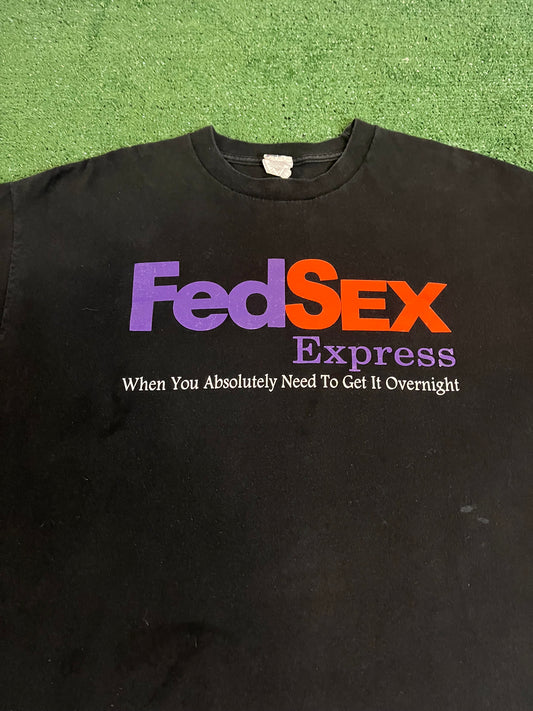 FedSEX
Express
When You Absolutely Need To Get It Overnight